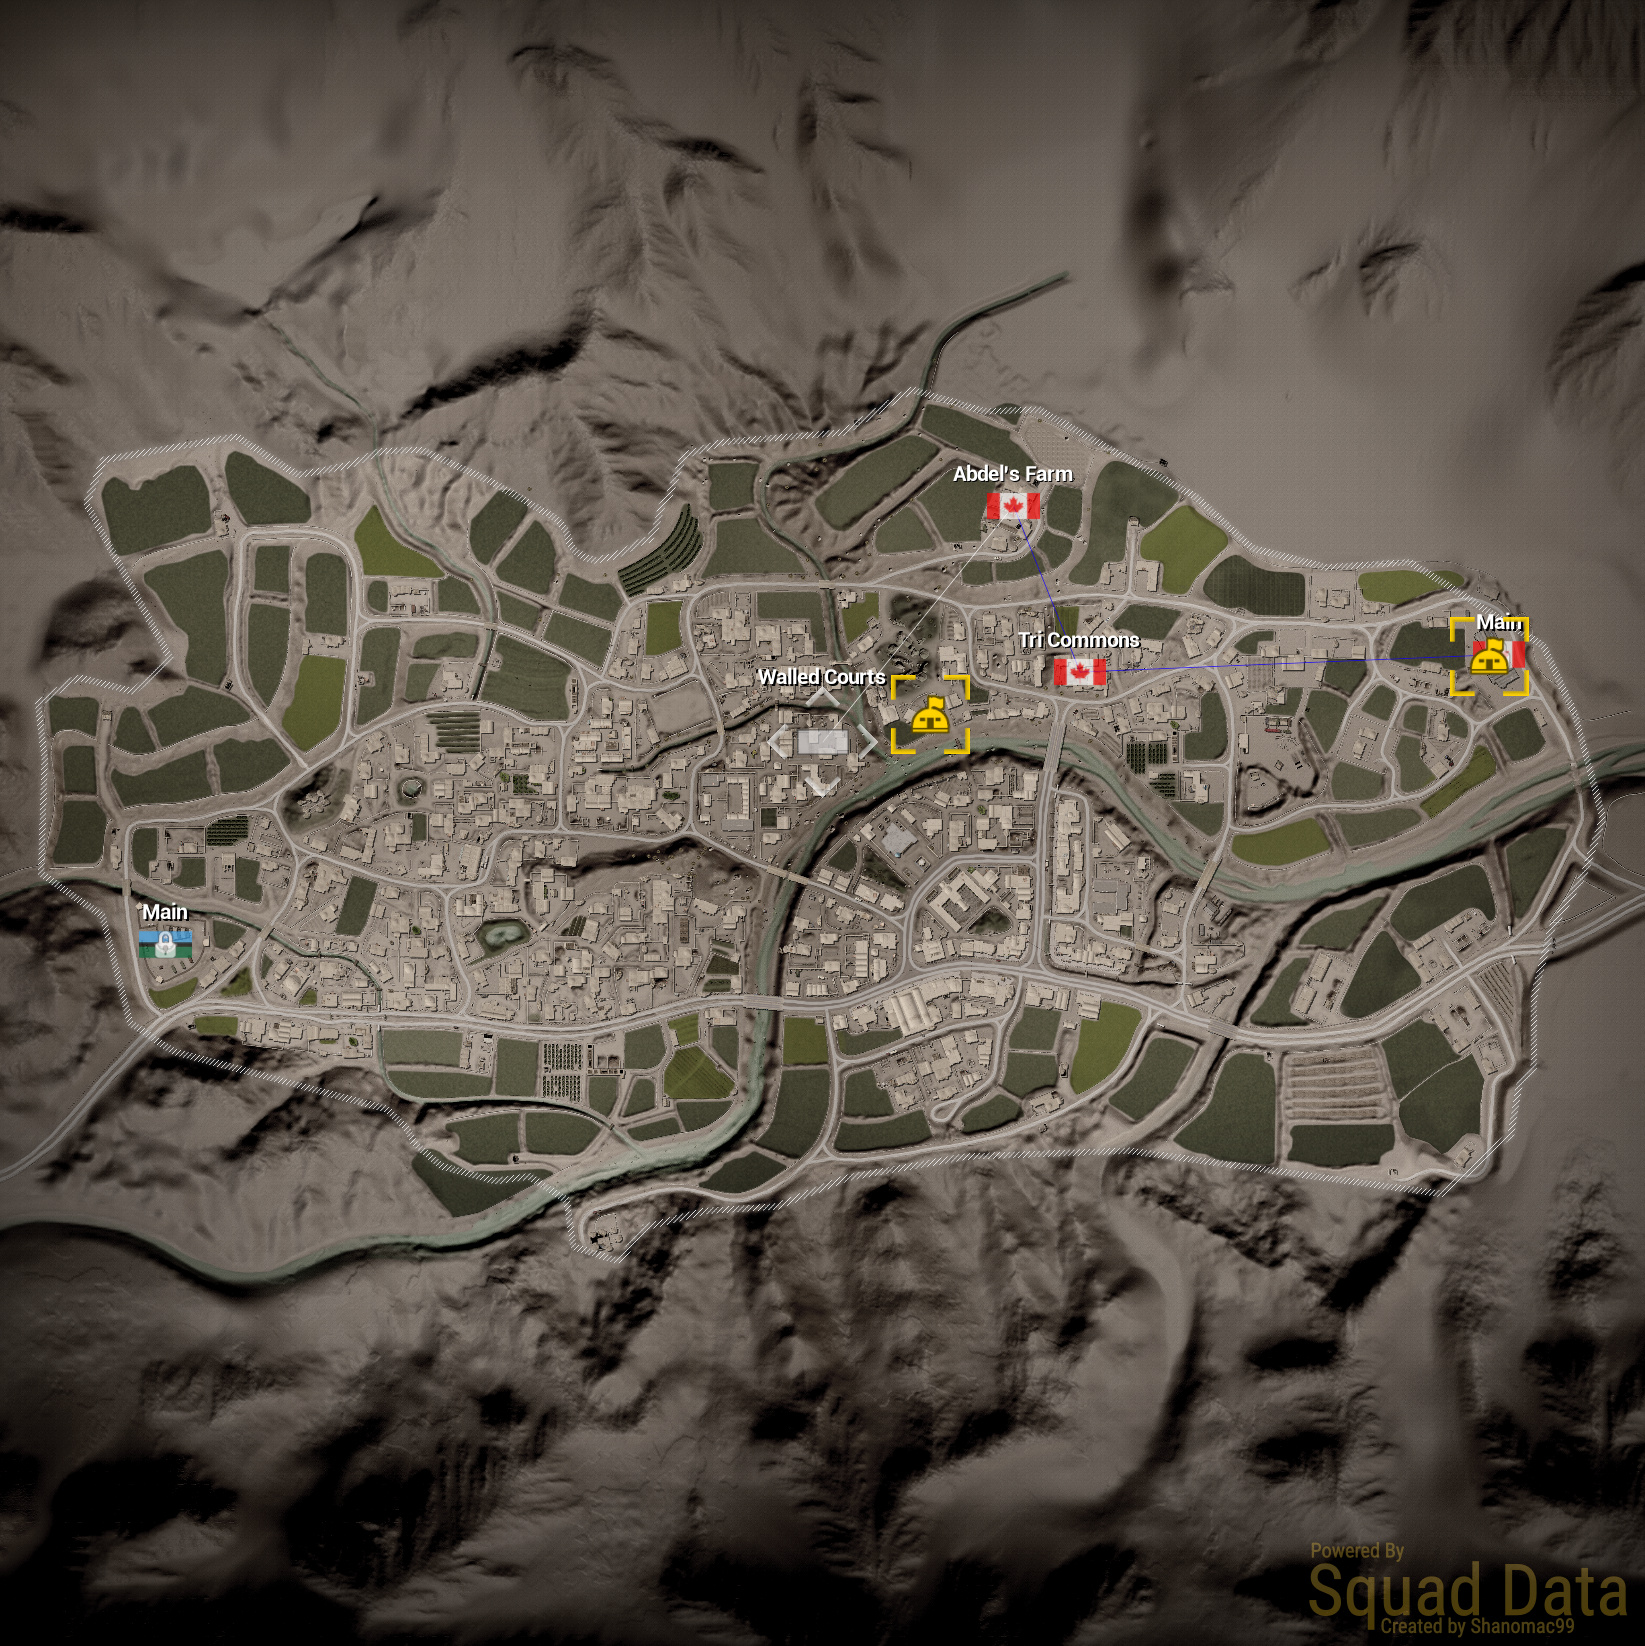 Abdel's Farm
Main
Tri Commons
Walled Courts
Main
Powered By
Squad Data
Created by Shanomac99